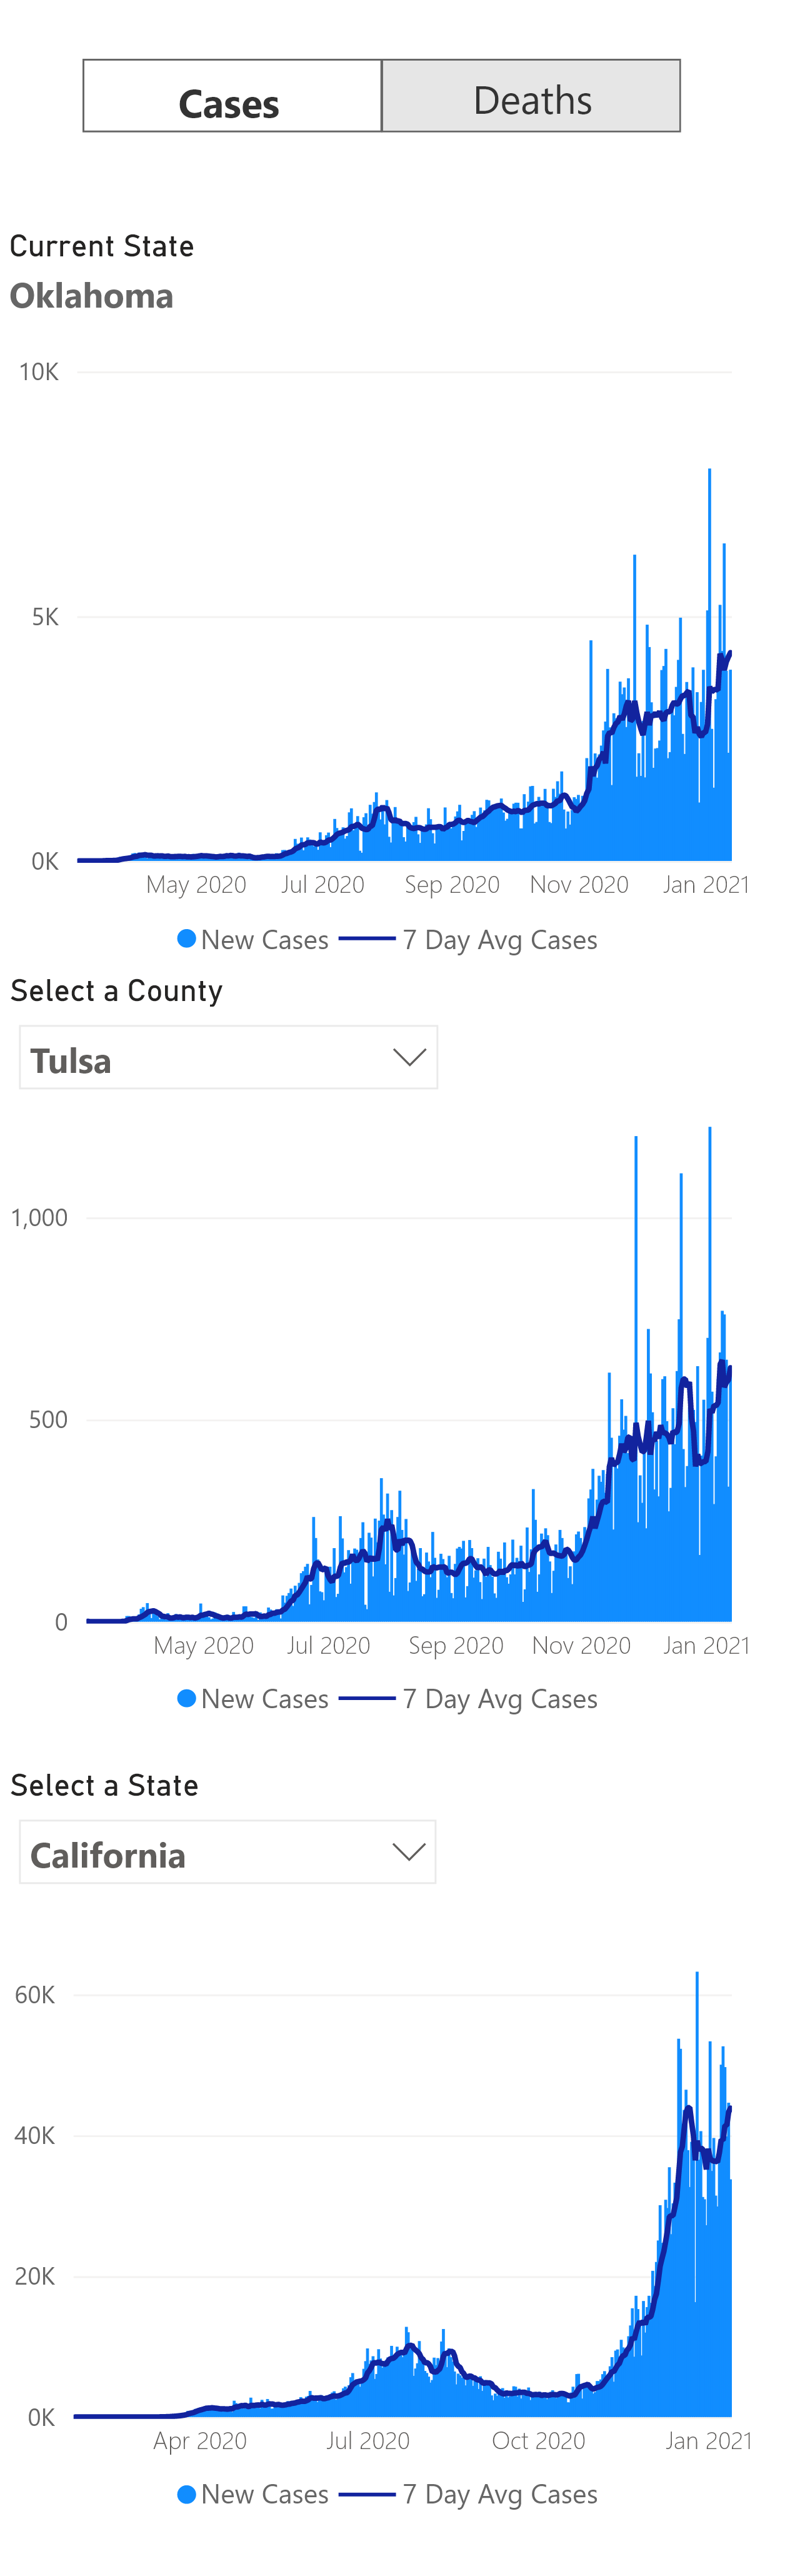 Cases Deaths
Current State
Oklahoma
10K
5K
0K
May 2020 Jul 2020 Sep 2020 Nov 2020 Jan 2021
New Cases 7 Day Avg Cases
Select a County
Tulsa
1,000
500
0
May 2020 Jul 2020 Sep 2020 Nov 2020 Jan 2021
New Cases 7 Day Avg Cases
Select a State
California
60K
40K
20K
0K
Apr 2020 Jul 2020 Oct 2020 Jan 2021
New Cases 7 Day Avg Cases